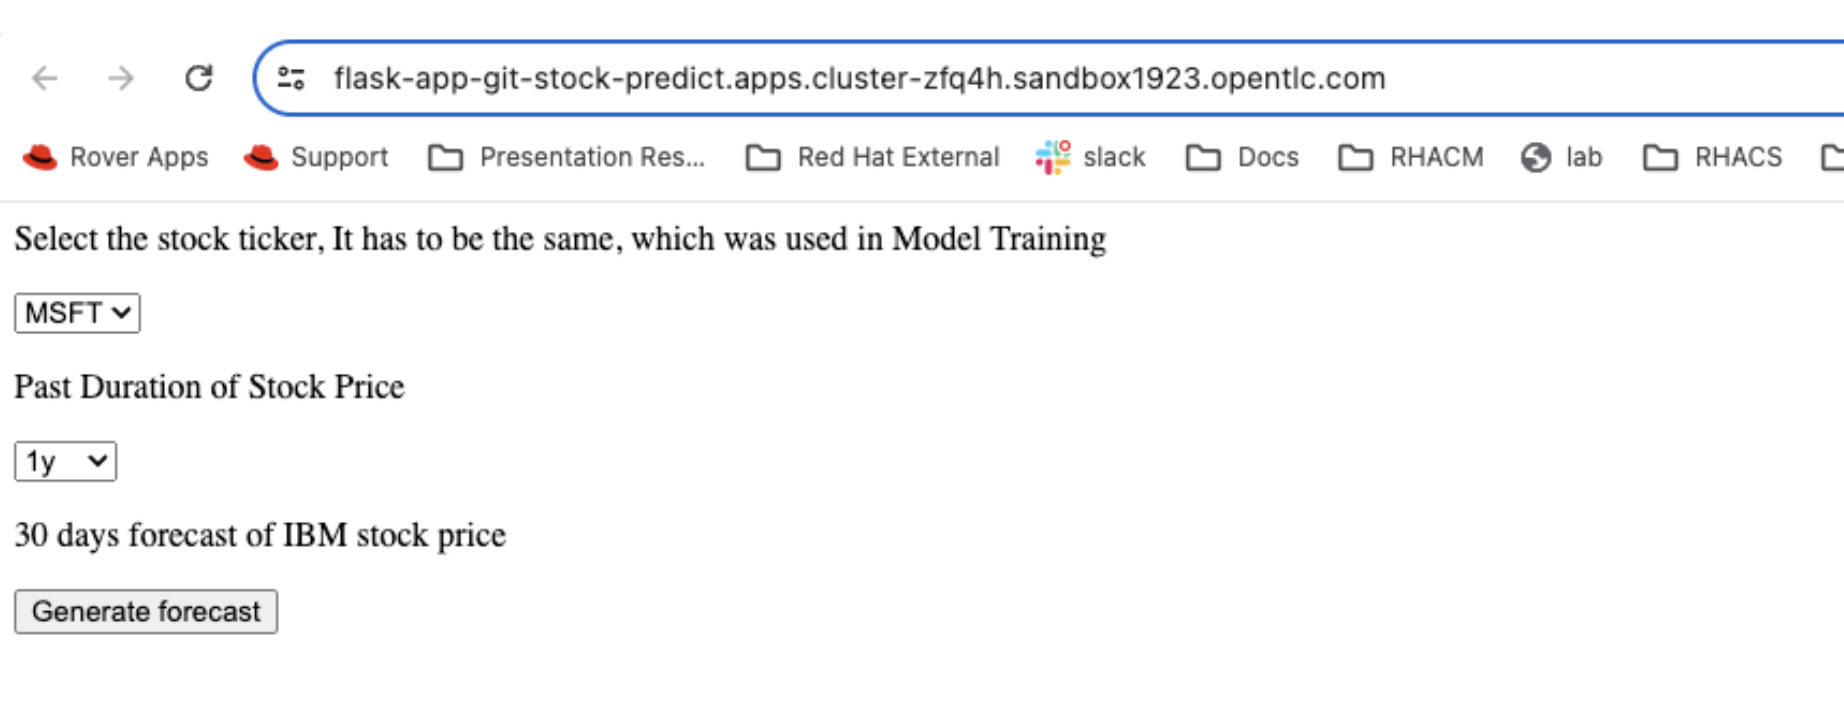 flask-app-git-stock-predict.apps.cluster-zfq4h.sandbox1923.opentlc.com
Rover Apps Support Presentation Res... Red Hat External slack Docs RHACM lab RHACS
Select the stock ticker, It has to be the same, which was used in Model Training
MSFT
Past Duration of Stock Price
1y
30 days forecast of IBM stock price
Generate forecast